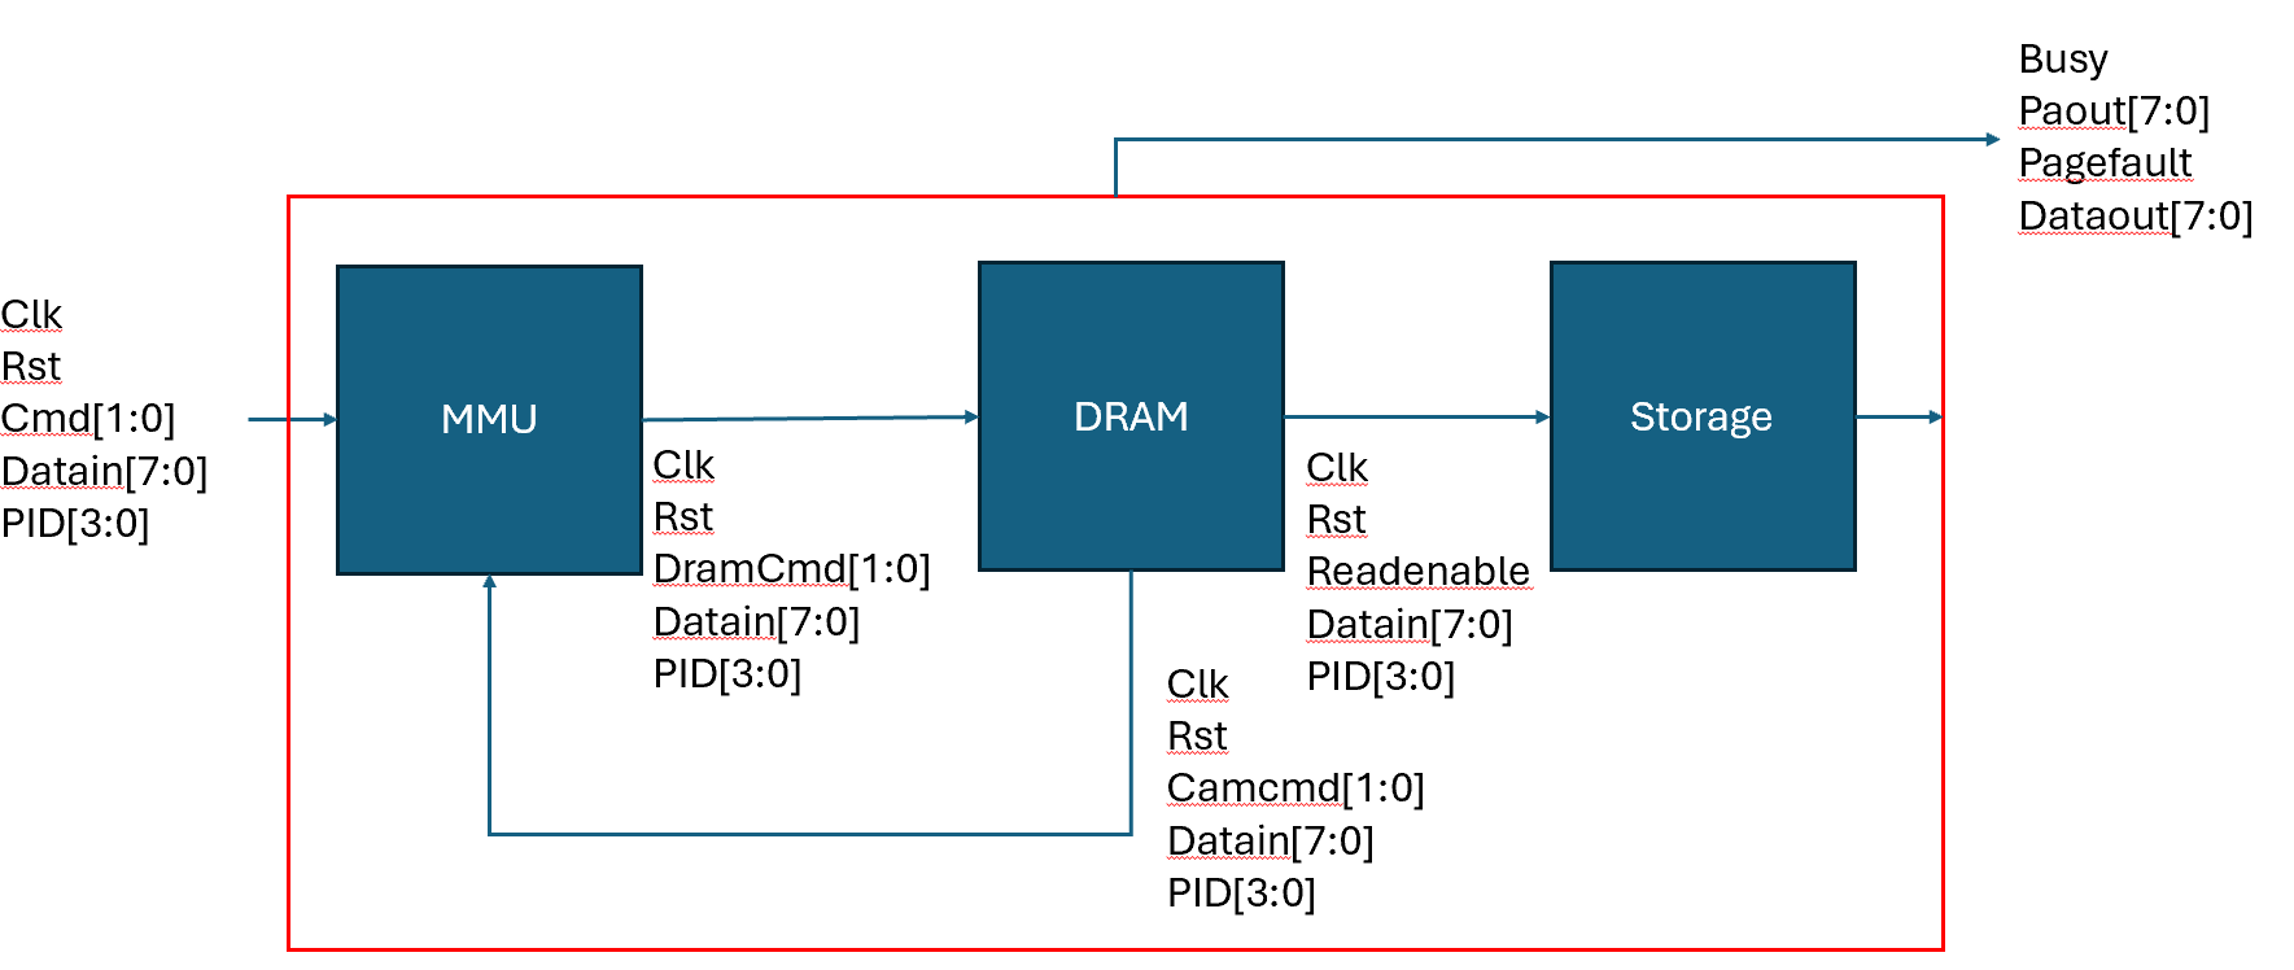 Busy
Paout[7:0]
Pagefault
Dataout[7:0]
Clk
Rst
Cmd[1:0]
Datain[7:0]
PID[3:0]
MMU
DRAM
Storage
Clk
Rst
DramCmd[1:0]
Datain[7:0]
PID[3:0]
Clk
Rst
Readenable
Datain[7:0]
PID[3:0]
Clk
Rst
Camcmd[1:0]
Datain[7:0]
PID[3:0]